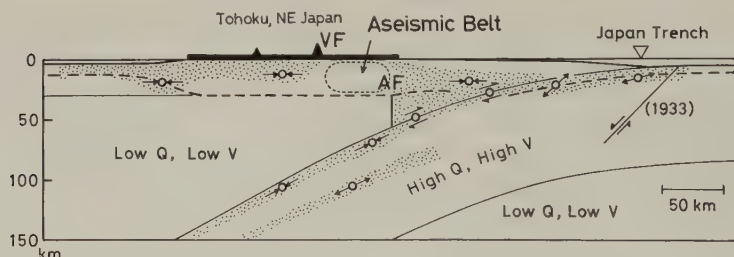 Tohoku, NE Japan
VF
Aseismic Belt
Japan Trench
0
AF
50
(1933)
Low Q, Low V
High Q, High V
100
Low Q, Low V
50 km
150
km